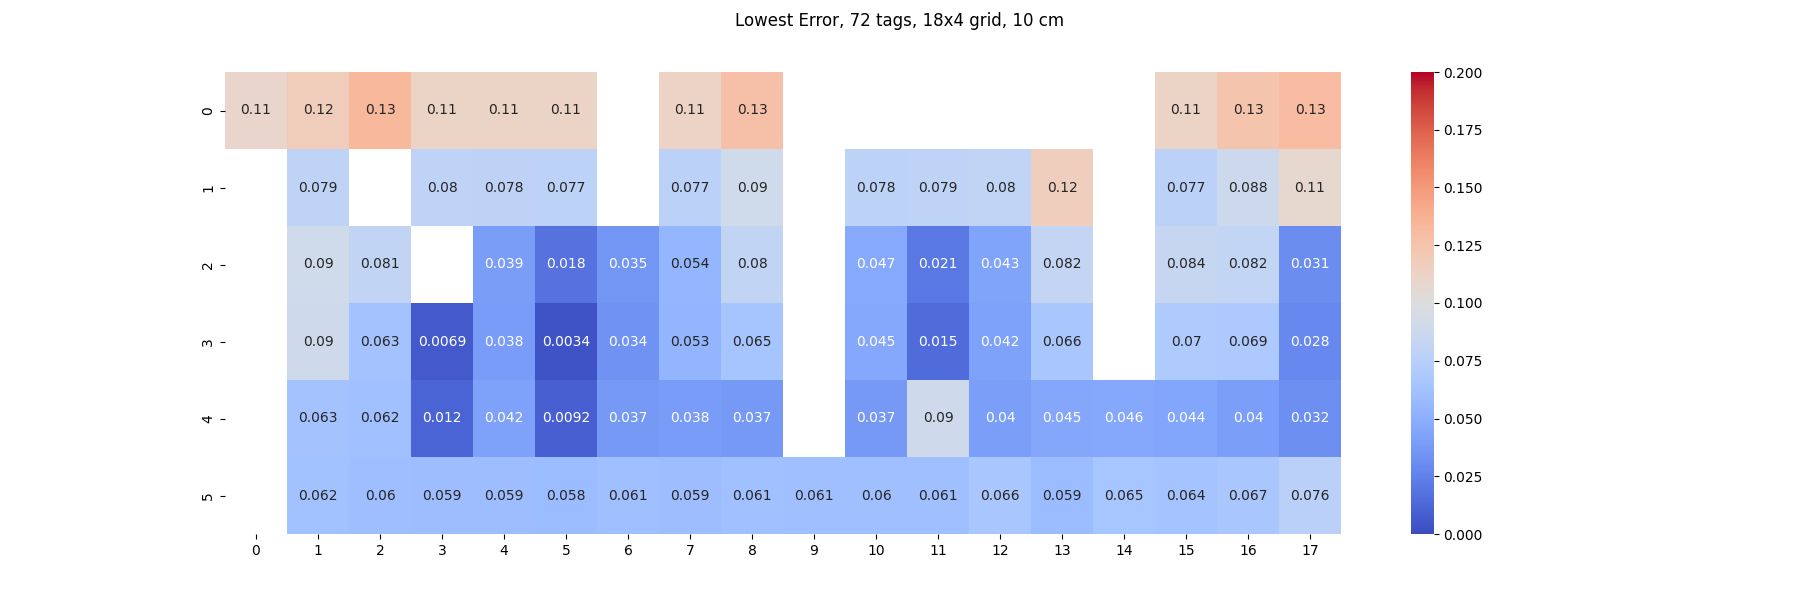 Lowest Error, 72 tags, 18x4 grid, 10 cm
0 0.11 0.12 0.13 0.11 0.11 0.11 0.11 0.13 0.11 0.13 0.13
1 0.079 0.08 0.078 0.077 0.077 0.09 0.078 0.079 0.08 0.12 0.077 0.088 0.11
2 0.09 0.081 0.039 0.018 0.035 0.054 0.08 0.047 0.021 0.043 0.082 0.084 0.082 0.031
3 0.09 0.063 0.0069 0.038 0.0034 0.034 0.053 0.065 0.045 0.015 0.042 0.066 0.07 0.069 0.028
4 0.063 0.062 0.012 0.042 0.0092 0.037 0.038 0.037 0.037 0.09 0.04 0.045 0.046 0.044 0.04 0.032
5 0.062 0.06 0.059 0.059 0.058 0.061 0.059 0.061 0.061 0.06 0.061 0.066 0.059 0.065 0.064 0.067 0.076
0 1 2 3 4 5 6 7 8 9 10 11 12 13 14 15 16 17
0.200
0.175
0.150
0.125
0.100
0.075
0.050
0.025
0.000